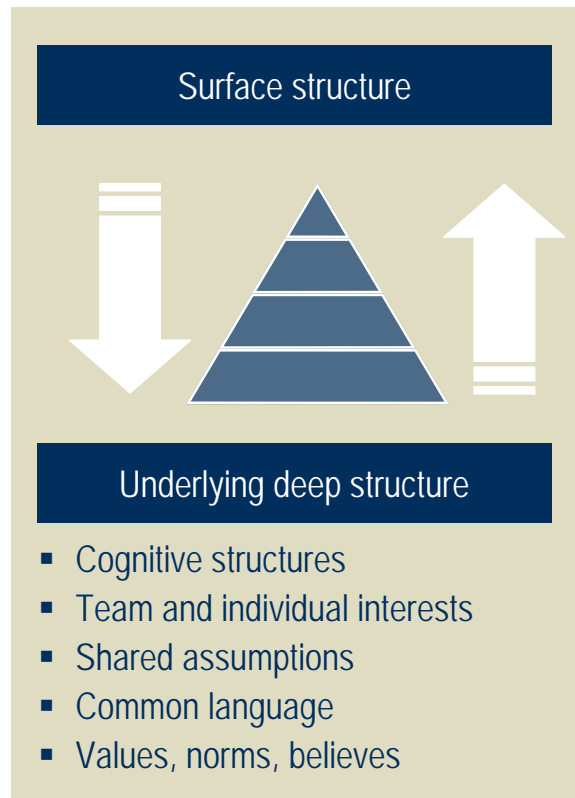 Surface structure
Underlying deep structure
▪ Cognitive structures
▪ Team and individual interests
▪ Shared assumptions
▪ Common language
▪ Values, norms, believes